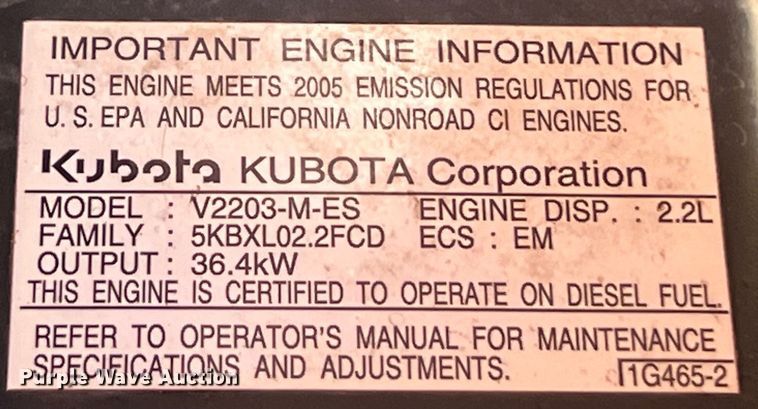 IMPORTANT ENGINE INFORMATION
THIS ENGINE MEETS 2005 EMISSION REGULATIONS FOR
U.S. EPA AND CALIFORNIA NONROAD CI ENGINES.
Kubota KUBOTA Corporation
MODEL : V2203-M-ES ENGINE DISP. : 2.2L
FAMILY : 5KBXL02.2FCD ECS : EM
OUTPUT : 36.4kW
THIS ENGINE IS CERTIFIED TO OPERATE ON DIESEL FUEL.
REFER TO OPERATOR'S MANUAL FOR MAINTENANCE
SPECIFICATIONS AND ADJUSTMENTS. 1G465-2
Purple Wave Auction